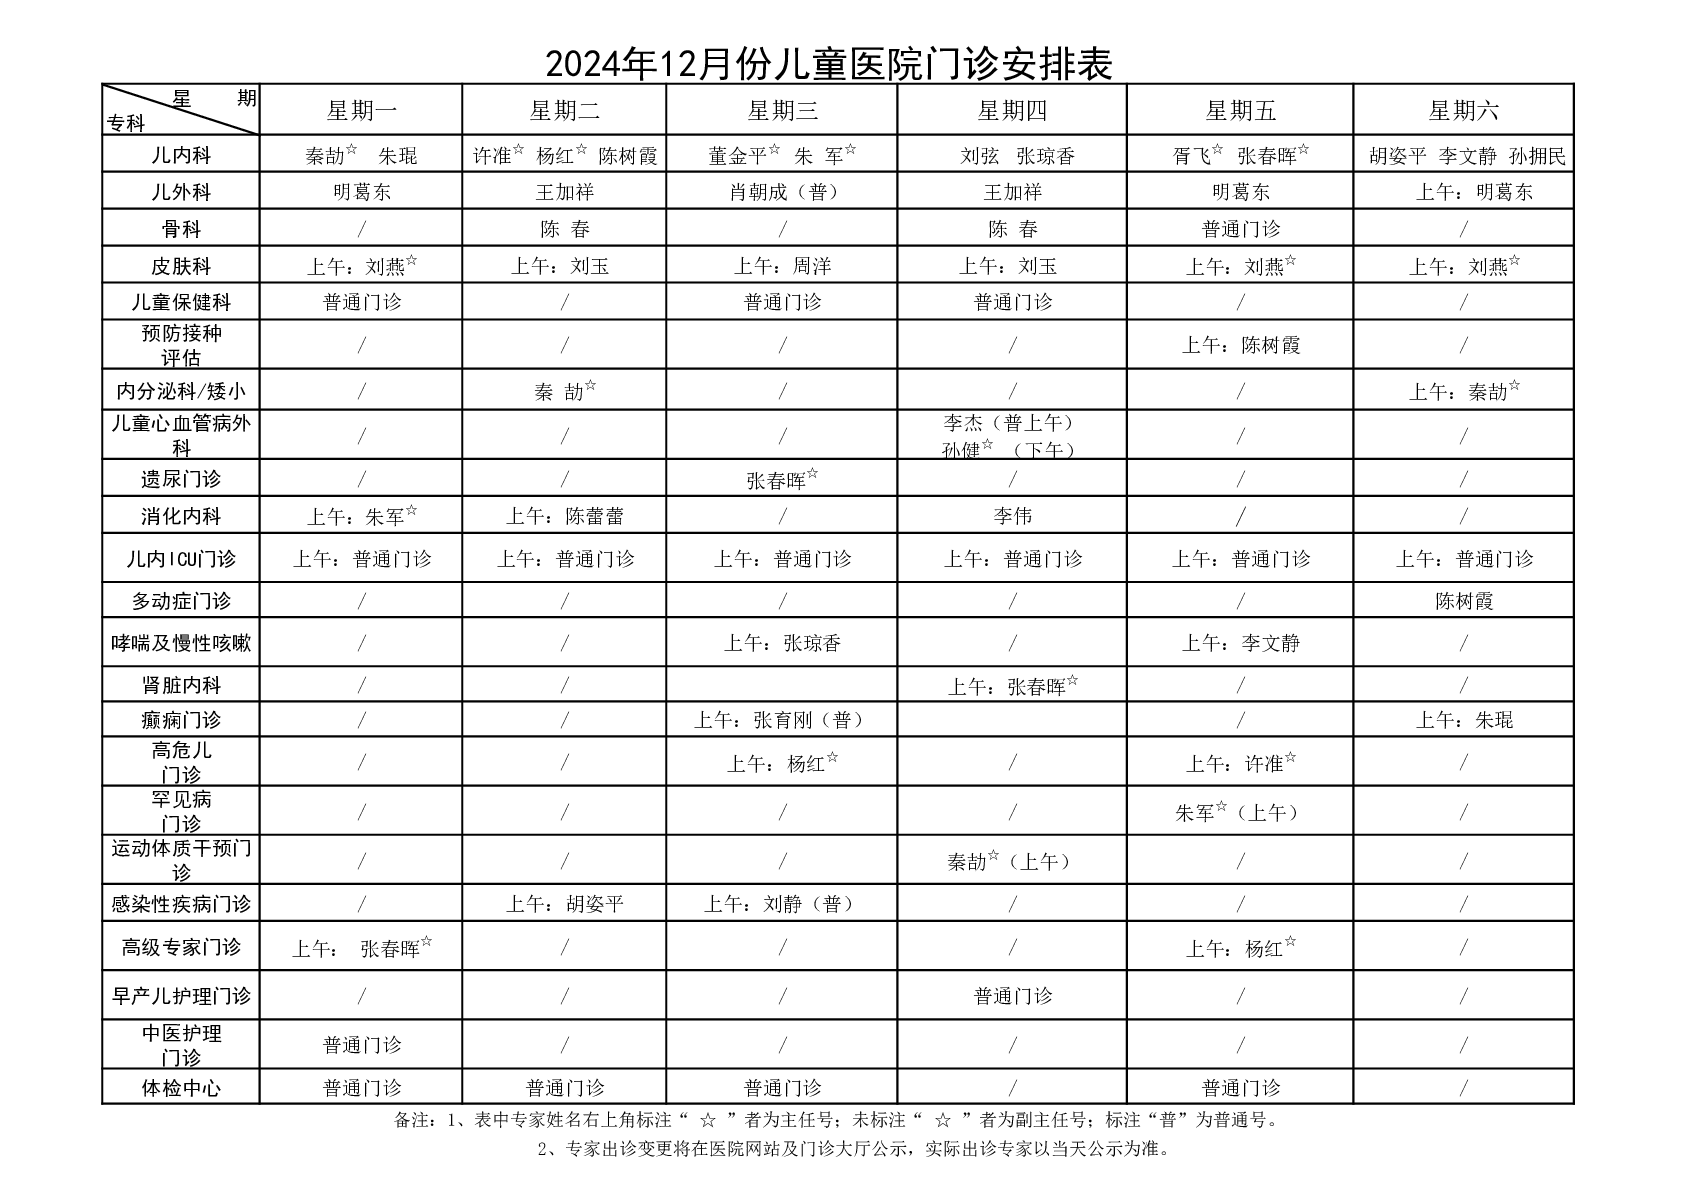 2024年12月份儿童医院门诊安排表
星 期
专科 星期一 星期二 星期三 星期四 星期五 星期六
儿内科 秦劼☆ 朱琨 许准☆ 杨红☆ 陈树霞 董金平☆ 朱 军☆ 刘弦 张琼香 胥飞☆ 张春晖☆ 胡姿平 李文静 孙拥民
儿外科 明葛东 王加祥 肖朝成（普） 王加祥 明葛东 上午：明葛东
骨科 / 陈 春 / 陈 春 普通门诊 /
皮肤科 上午：刘燕☆ 上午：刘玉 上午：周洋 上午：刘玉 上午：刘燕☆ 上午：刘燕☆
儿童保健科 普通门诊 / 普通门诊 普通门诊 / /
预防接种
评估 / / / / 上午：陈树霞 /
内分泌科/矮小 / 秦 劼☆ / / / 上午：秦劼☆
儿童心血管病外
科 / / / 李杰（普上午）
孙健☆ （下午） / /
遗尿门诊 / / 张春晖☆ / / /
消化内科 上午：朱军☆ 上午：陈蕾蕾 / 李伟 / /
儿内ICU门诊 上午：普通门诊 上午：普通门诊 上午：普通门诊 上午：普通门诊 上午：普通门诊 上午：普通门诊
多动症门诊 / / / / / 陈树霞
哮喘及慢性咳嗽 / / 上午：张琼香 / 上午：李文静 /
肾脏内科 / / 上午：张春晖☆ / /
癫痫门诊 / / 上午：张育刚（普） / 上午：朱琨
高危儿
门诊 / / 上午：杨红☆ / 上午：许准☆ /
罕见病
门诊 / / / / 朱军☆（上午） /
运动体质干预门
诊 / / / 秦劼☆（上午） / /
感染性疾病门诊 / 上午：胡姿平 上午：刘静（普） / / /
高级专家门诊 上午： 张春晖☆ / / / 上午：杨红☆ /
早产儿护理门诊 / / / 普通门诊 / /
中医护理
门诊 普通门诊 / / / / /
体检中心 普通门诊 普通门诊 普通门诊 / 普通门诊 /
备注：1、表中专家姓名右上角标注“ ☆ ”者为主任号；未标注“ ☆ ”者为副主任号；标注“普”为普通号。
2、专家出诊变更将在医院网站及门诊大厅公示，实际出诊专家以当天公示为准。